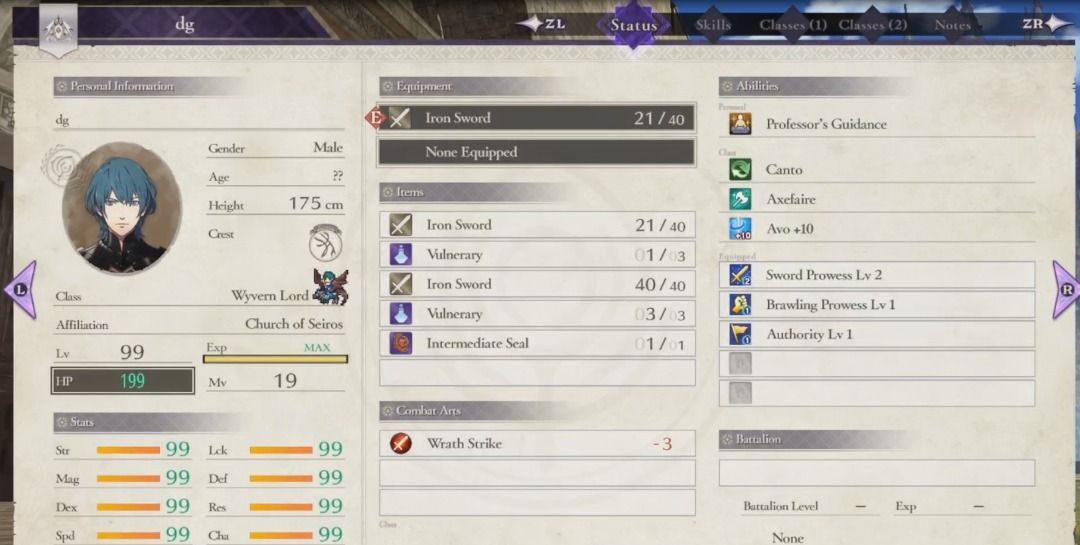 dg
ZL
Status
Skills
Classes (1)
Classes (2)
Notes
ZR
Personal Information
dg
Gender Male
Age ??
Height 175 cm
Crest
Class Wyvern Lord
Affiliation Church of Seiros
Lv 99
Exp MAX
HP 199
Mv 19
Stats
Str 99
Lck 99
Mag 99
Def 99
Dex 99
Res 99
Spd 99
Cha 99
L
Equipment
E Iron Sword 21/40
None Equipped
Items
Iron Sword 21/40
Vulnerary 01/03
Iron Sword 40/40
Vulnerary 03/03
Intermediate Seal 01/01
Combat Arts
Wrath Strike -3
Class
Abilities
Personal
Professor's Guidance
Class
Canto
Axefaire
+10 Avo +10
Equipped
2 Sword Prowess Lv 2
1 Brawling Prowess Lv 1
1 Authority Lv 1
Battalion
Battalion Level –
Exp –
None
R